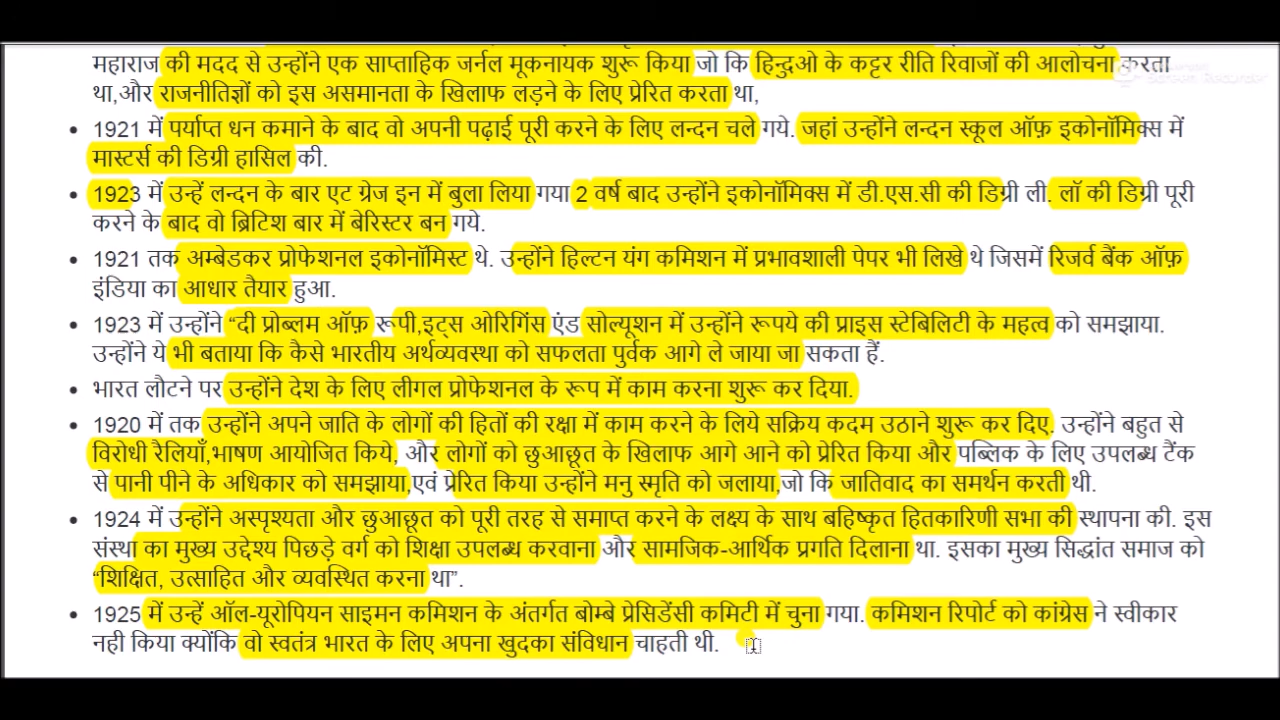 महाराज की मदद से उन्होंने एक साप्ताहिक जर्नल मूकनायक शुरू किया जो कि हिन्दुओ के कट्टर रीति रिवाजों की आलोचना करता
था,और राजनीतिज्ञों को इस असमानता के खिलाफ लड़ने के लिए प्रेरित करता था,
• 1921 में पर्याप्त धन कमाने के बाद वो अपनी पढ़ाई पूरी करने के लिए लन्दन चले गये. जहां उन्होंने लन्दन स्कूल ऑफ़ इकोनॉमिक्स में
मास्टर्स की डिग्री हासिल की.
• 1923 में उन्हें लन्दन के बार एट ग्रेज इन में बुला लिया गया 2 वर्ष बाद उन्होंने इकोनॉमिक्स में डी.एस.सी की डिग्री ली. लॉ की डिग्री पूरी
करने के बाद वो ब्रिटिश बार में बेरिस्टर बन गये.
• 1921 तक अम्बेडकर प्रोफेशनल इकोनॉमिस्ट थे. उन्होंने हिल्टन यंग कमिशन में प्रभावशाली पेपर भी लिखे थे जिसमें रिजर्व बैंक ऑफ़
इंडिया का आधार तैयार हुआ.
• 1923 में उन्होंने “दी प्रोब्लम ऑफ़ रूपी,इट्स ओरिगिंस एंड सोल्यूशन में उन्होंने रूपये की प्राइस स्टेबिलिटी के महत्व को समझाया.
उन्होंने ये भी बताया कि कैसे भारतीय अर्थव्यवस्था को सफलता पुर्वक आगे ले जाया जा सकता हैं.
• भारत लौटने पर उन्होंने देश के लिए लीगल प्रोफेशनल के रूप में काम करना शुरू कर दिया.
• 1920 में तक उन्होंने अपने जाति के लोगों की हितों की रक्षा में काम करने के लिये सक्रिय कदम उठाने शुरू कर दिए. उन्होंने बहुत से
विरोधी रैलियाँ,भाषण आयोजित किये, और लोगों को छुआछूत के खिलाफ आगे आने को प्रेरित किया और पब्लिक के लिए उपलब्ध टैंक
से पानी पीने के अधिकार को समझाया,एवं प्रेरित किया उन्होंने मनु स्मृति को जलाया,जो कि जातिवाद का समर्थन करती थी.
• 1924 में उन्होंने अस्पृश्यता और छुआछूत को पूरी तरह से समाप्त करने के लक्ष्य के साथ बहिष्कृत हितकारिणी सभा की स्थापना की. इस
संस्था का मुख्य उद्देश्य पिछड़े वर्ग को शिक्षा उपलब्ध करवाना और सामजिक-आर्थिक प्रगति दिलाना था. इसका मुख्य सिद्धांत समाज को
“शिक्षित, उत्साहित और व्यवस्थित करना था”.
• 1925 में उन्हें ऑल-यूरोपियन साइमन कमिशन के अंतर्गत बोम्बे प्रेसिडेंसी कमिटी में चुना गया. कमिशन रिपोर्ट को कांग्रेस ने स्वीकार
नही किया क्योंकि वो स्वतंत्र भारत के लिए अपना खुदका संविधान चाहती थी.